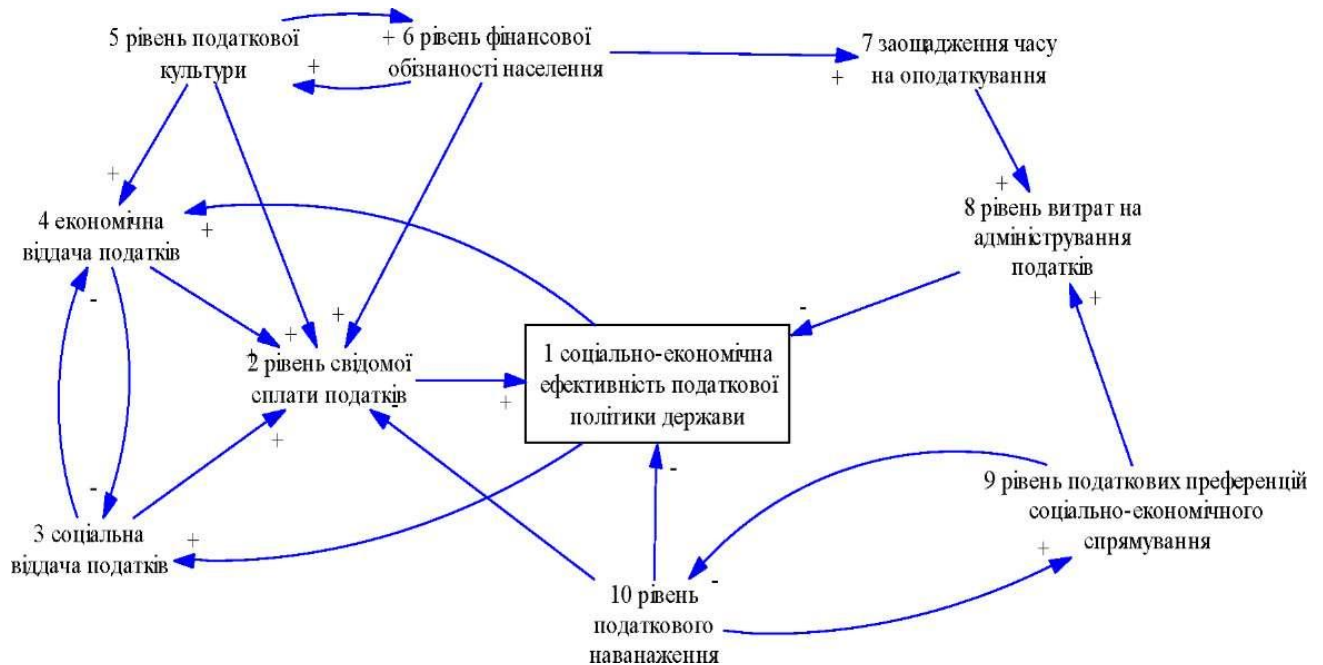 5 рівень податкової
культури
+ 6 рівень фінансової
обізнаності населення
+
7 заощадження часу
на оподаткування
+
+
4 економічна
віддача податків
+
+
8 рівень витрат на
адміністрування
податків
-
+
+
+
2 рівень свідомої
сплати податків
-
+
+
1 соціально-економічна
ефективність податкової
політики держави
+
-
+
-
-
3 соціальна
віддача податків
+
9 рівень податкових преференцій
соціально-економічного
спрямування
+
-
10 рівень
податкового
наванаження